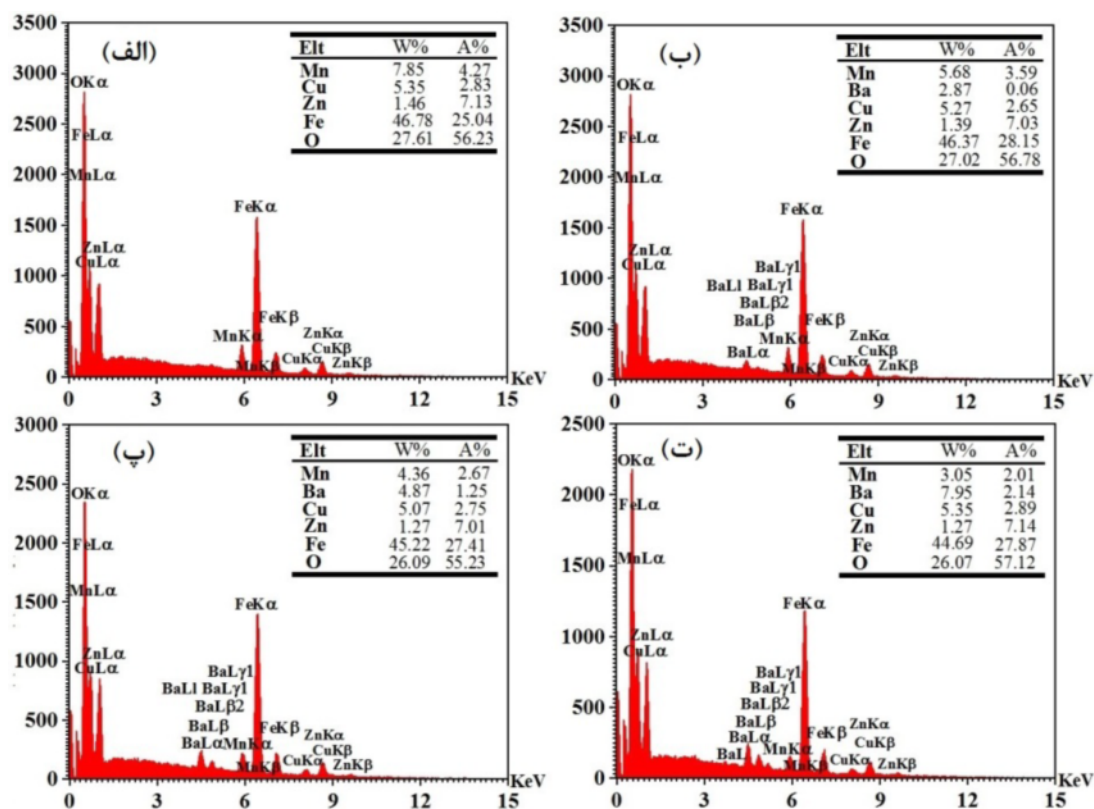 (الف)
3500
3000
2500
2000
1500
1000
500
0
OKα
FeLα
MnLα
ZnLα
CuLα
FeKα
FeKβ
MnKα
MnKβ
ZnKα
CuKβ
CuKα
ZnKβ
0 3 6 9 12 15
KeV
Elt W% A%
Mn 7.85 4.27
Cu 5.35 2.83
Zn 1.46 7.13
Fe 46.78 25.04
O 27.61 56.23
(ب)
3500
3000
2500
2000
1500
1000
500
0
OKα
FeLα
MnLα
ZnLα
CuLα
FeKα
BaLγ1
BaLl BaLγ1
BaLβ2
BaLβ
FeKβ
MnKα
BaLα
MnKβ
ZnKα
CuKβ
CuKα
ZnKβ
0 3 6 9 12 15
KeV
Elt W% A%
Mn 5.68 3.59
Ba 2.87 0.06
Cu 5.27 2.65
Zn 1.39 7.03
Fe 46.37 28.15
O 27.02 56.78
(پ)
3000
2500
2000
1500
1000
500
0
OKα
FeLα
MnLα
ZnLα
CuLα
FeKα
BaLγ1
BaLl BaLγ1
BaLβ2
BaLβ
FeKβ
BaLα MnKα
MnKβ
ZnKα
CuKβ
CuKα
ZnKβ
0 3 6 9 12 15
KeV
Elt W% A%
Mn 4.36 2.67
Ba 4.87 1.25
Cu 5.07 2.75
Zn 1.27 7.01
Fe 45.22 27.41
O 26.09 55.23
(ت)
2500
2000
1500
1000
500
0
OKα
FeLα
MnLα
ZnLα
CuLα
FeKα
BaLγ1
BaLγ1
BaLβ2
BaLβ
BaLα
BaL
FeKβ
MnKα
MnKβ
ZnKα
CuKβ
CuKα
ZnKβ
0 3 6 9 12 15
KeV
Elt W% A%
Mn 3.05 2.01
Ba 7.95 2.14
Cu 5.35 2.89
Zn 1.27 7.14
Fe 44.69 27.87
O 26.07 57.12